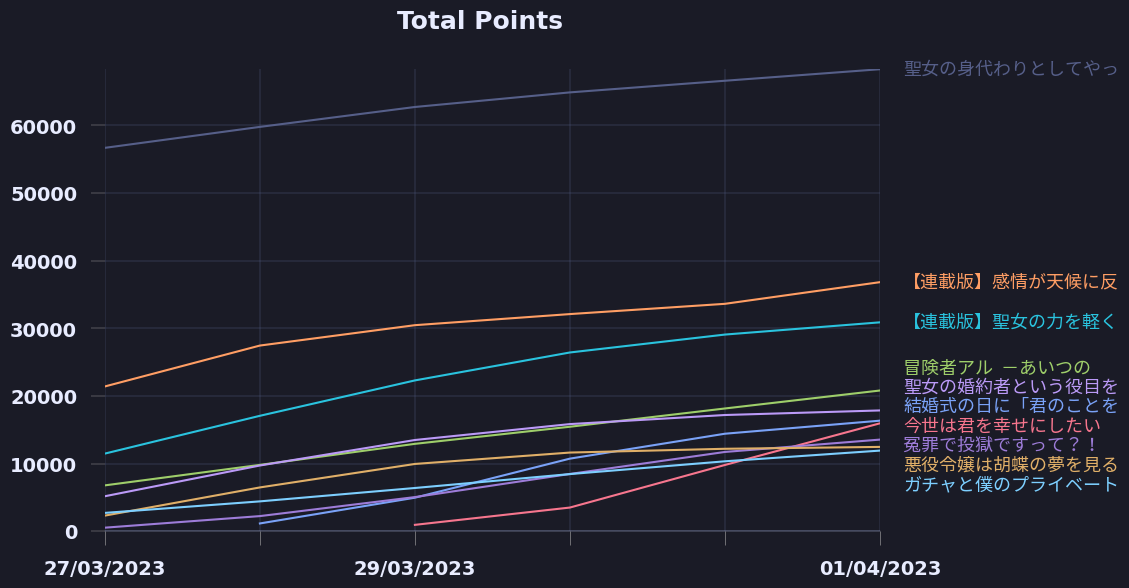 Total Points
聖女の身代わりとしてやっ
60000
50000
40000
【連載版】感情が天候に反
【連載版】聖女の力を軽く
30000
冒険者アル －あいつの
聖女の婚約者という役目を
20000
結婚式の日に「君のことを
今世は君を幸せにしたい
冤罪で投獄ですって？！
10000
悪役令嬢は胡蝶の夢を見る
ガチャと僕のプライベート
0
27/03/2023
29/03/2023
01/04/2023